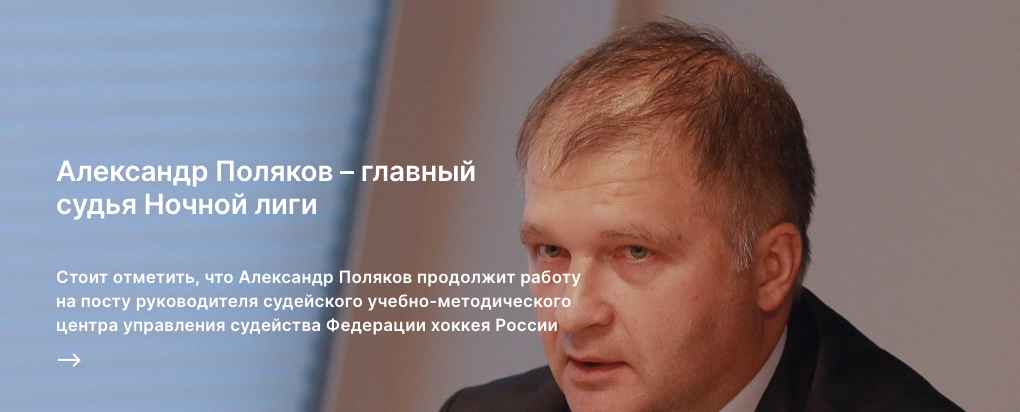 Александр Поляков – главный
судья Ночной лиги
Стоит отметить, что Александр Поляков продолжит работу
на посту руководителя судейского учебно-методического
центра управления судейства Федерации хоккея России